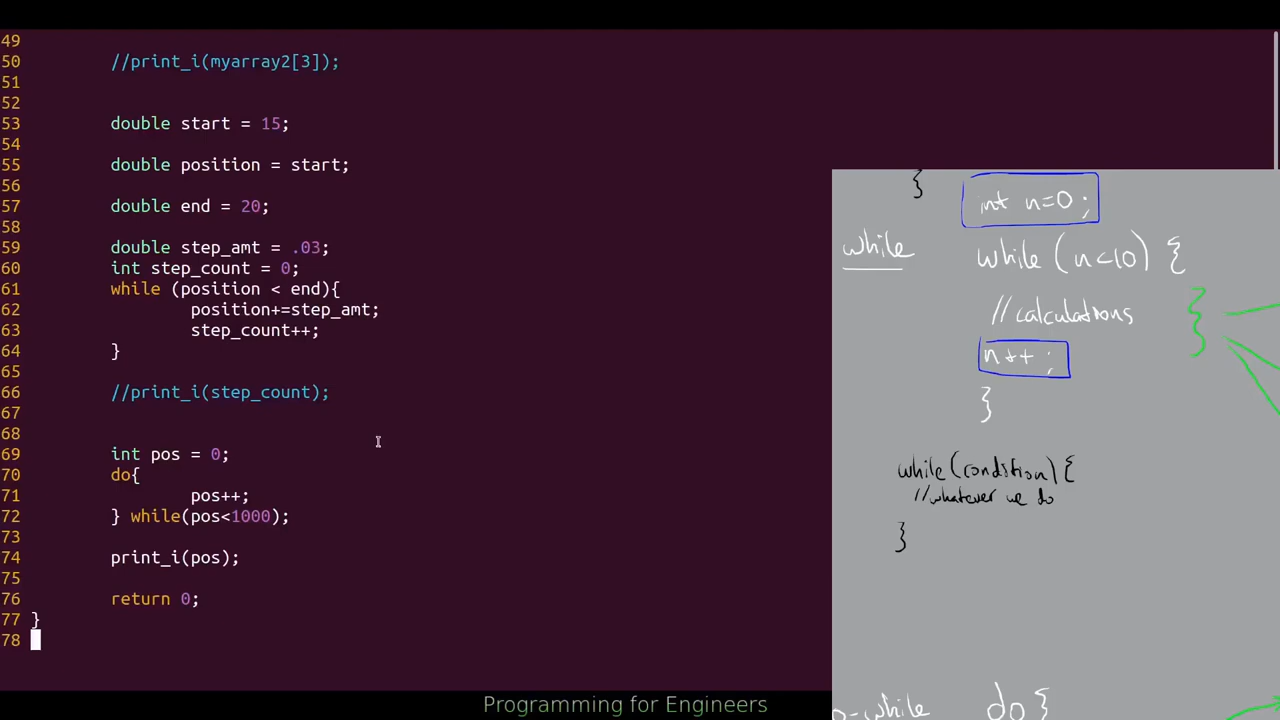 49
50 //print_i(myarray2[3]);
51
52
53 double start = 15;
54
55 double position = start;
56
57 double end = 20;
58
59 double step_amt = .03;
60 int step_count = 0;
61 while (position < end){
62 position+=step_amt;
63 step_count++;
64 }
65
66 //print_i(step_count);
67
68
69 int pos = 0;
70 do{
71 pos++;
72 } while(pos<1000);
73
74 print_i(pos);
75
76 return 0;
77 }
78
}
int n=0;
while while (n<10) {
//calculations }
n++ ;
}
while(condition){
//whatever we do
}
o-while do {
Programming for Engineers